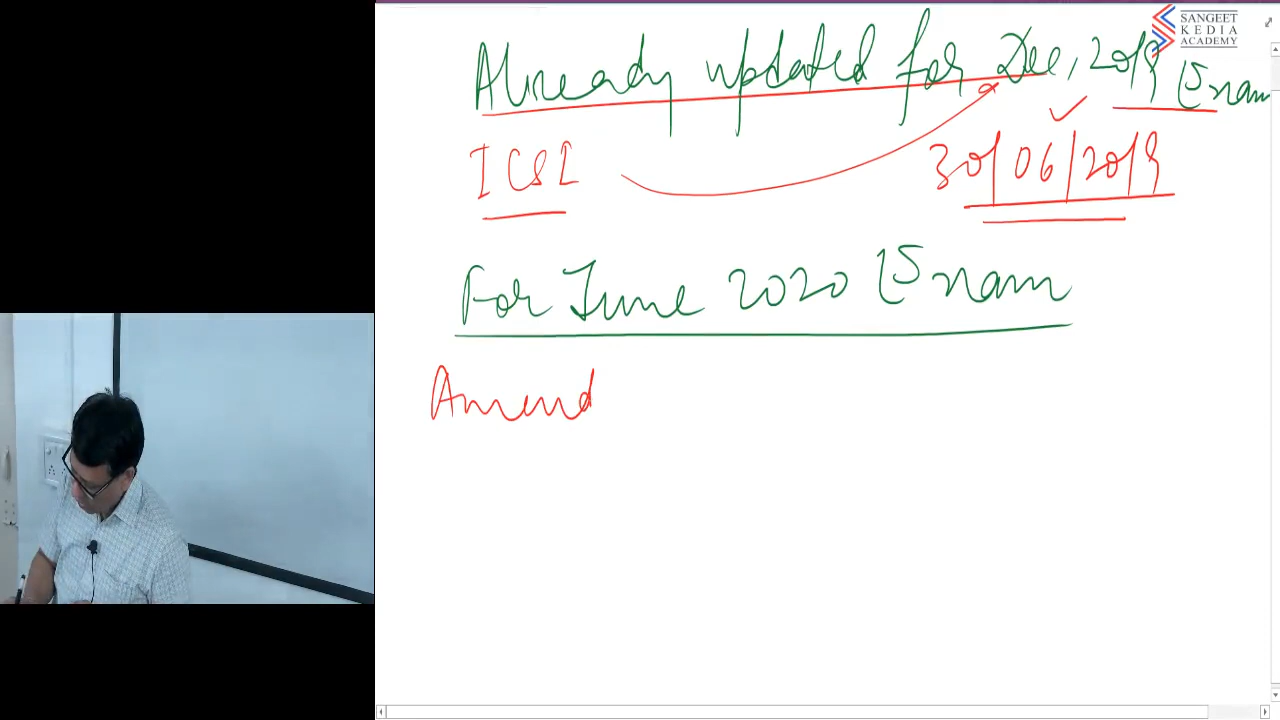 SANGEET
KEDIA
ACADEMY
Already updated for Dec, 2019 Exam
ICSI 30/06/2019
For June 2020 Exam
Amend